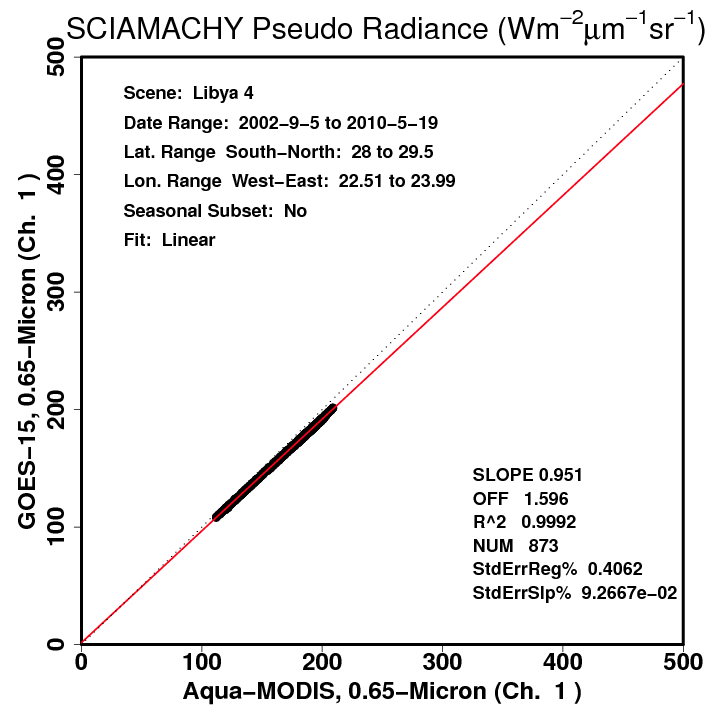 SCIAMACHY Pseudo Radiance (Wm⁻²μm⁻¹sr⁻¹)
Scene:  Libya 4
Date Range:  2002−9−5 to 2010−5−19
Lat. Range  South−North:  28 to 29.5
Lon. Range  West−East:  22.51 to 23.99
Seasonal Subset:  No
Fit:  Linear
GOES−15, 0.65−Micron (Ch.  1 )
500
400
300
200
100
0
SLOPE 0.951
OFF   1.596
R^2   0.9992
NUM   873
StdErrReg%  0.4062
StdErrSlp%  9.2667e−02
0 100 200 300 400 500
Aqua−MODIS, 0.65−Micron (Ch.  1 )